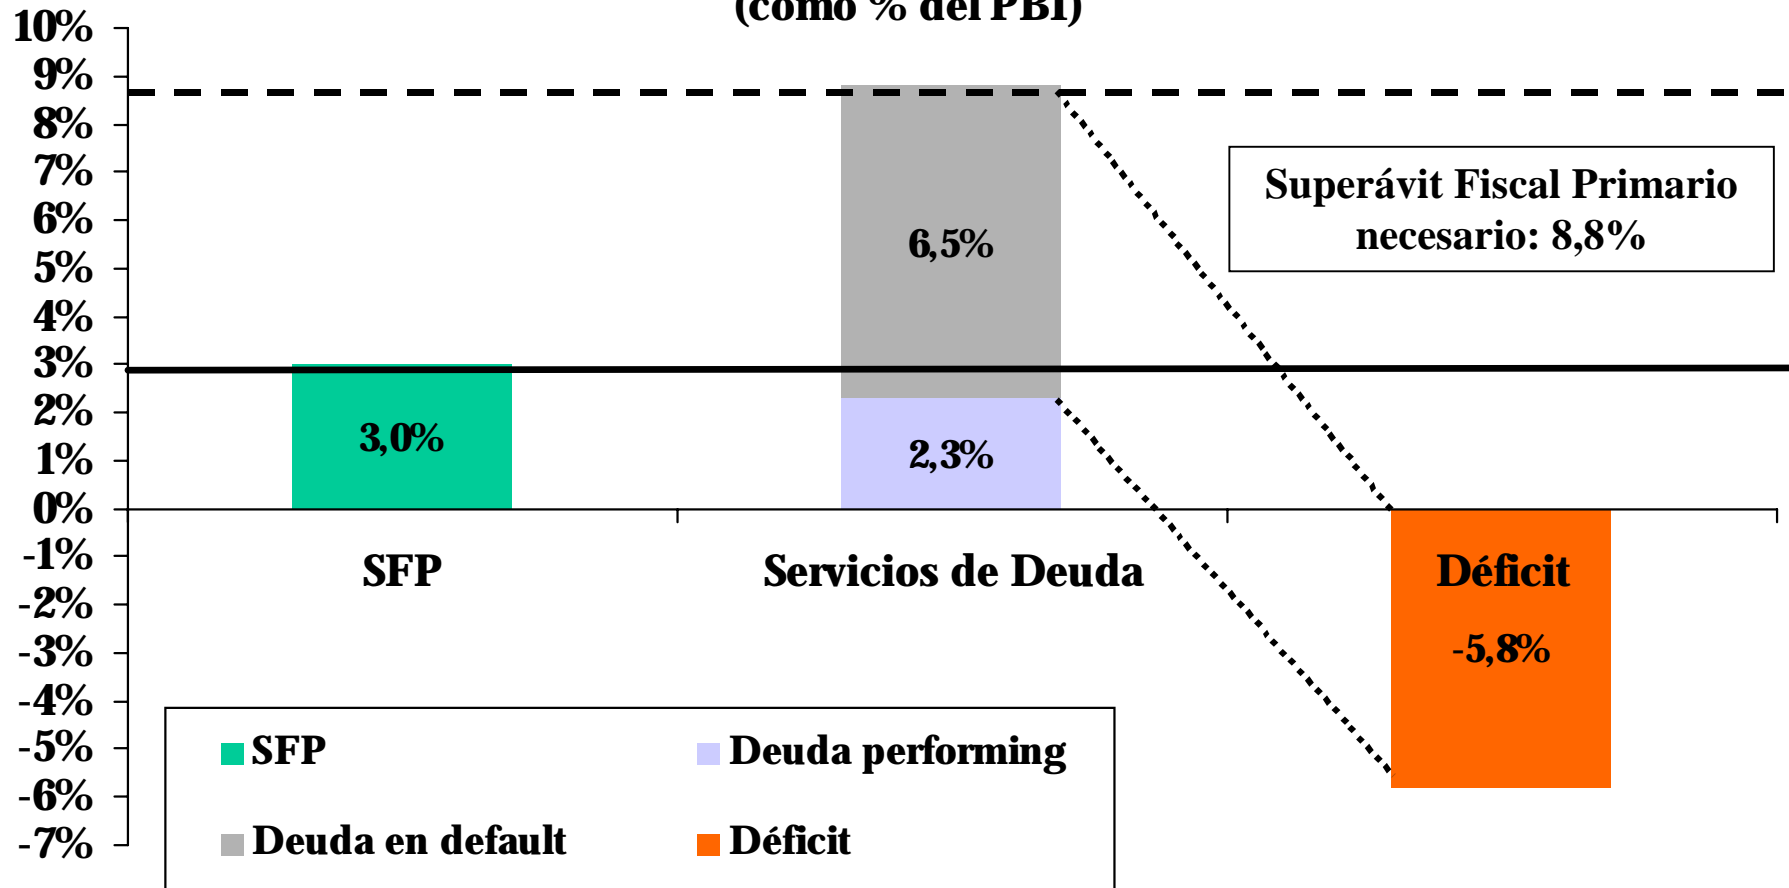 (como % del PBI)
10%
9%
8%
7%
6%
5%
4%
3%
2%
1%
0%
-1%
-2%
-3%
-4%
-5%
-6%
-7%
Superávit Fiscal Primario
necesario: 8,8%
6,5%
3,0%
2,3%
SFP
Servicios de Deuda
Déficit
-5,8%
SFP
Deuda performing
Deuda en default
Déficit